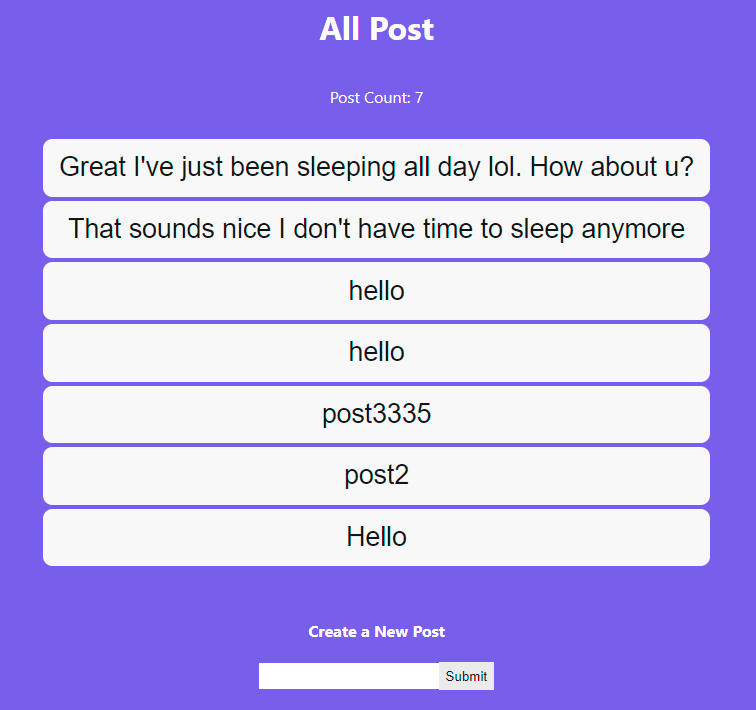 All Post
Post Count: 7
Great I've just been sleeping all day lol. How about u?
That sounds nice I don't have time to sleep anymore
hello
hello
post3335
post2
Hello
Create a New Post
Submit